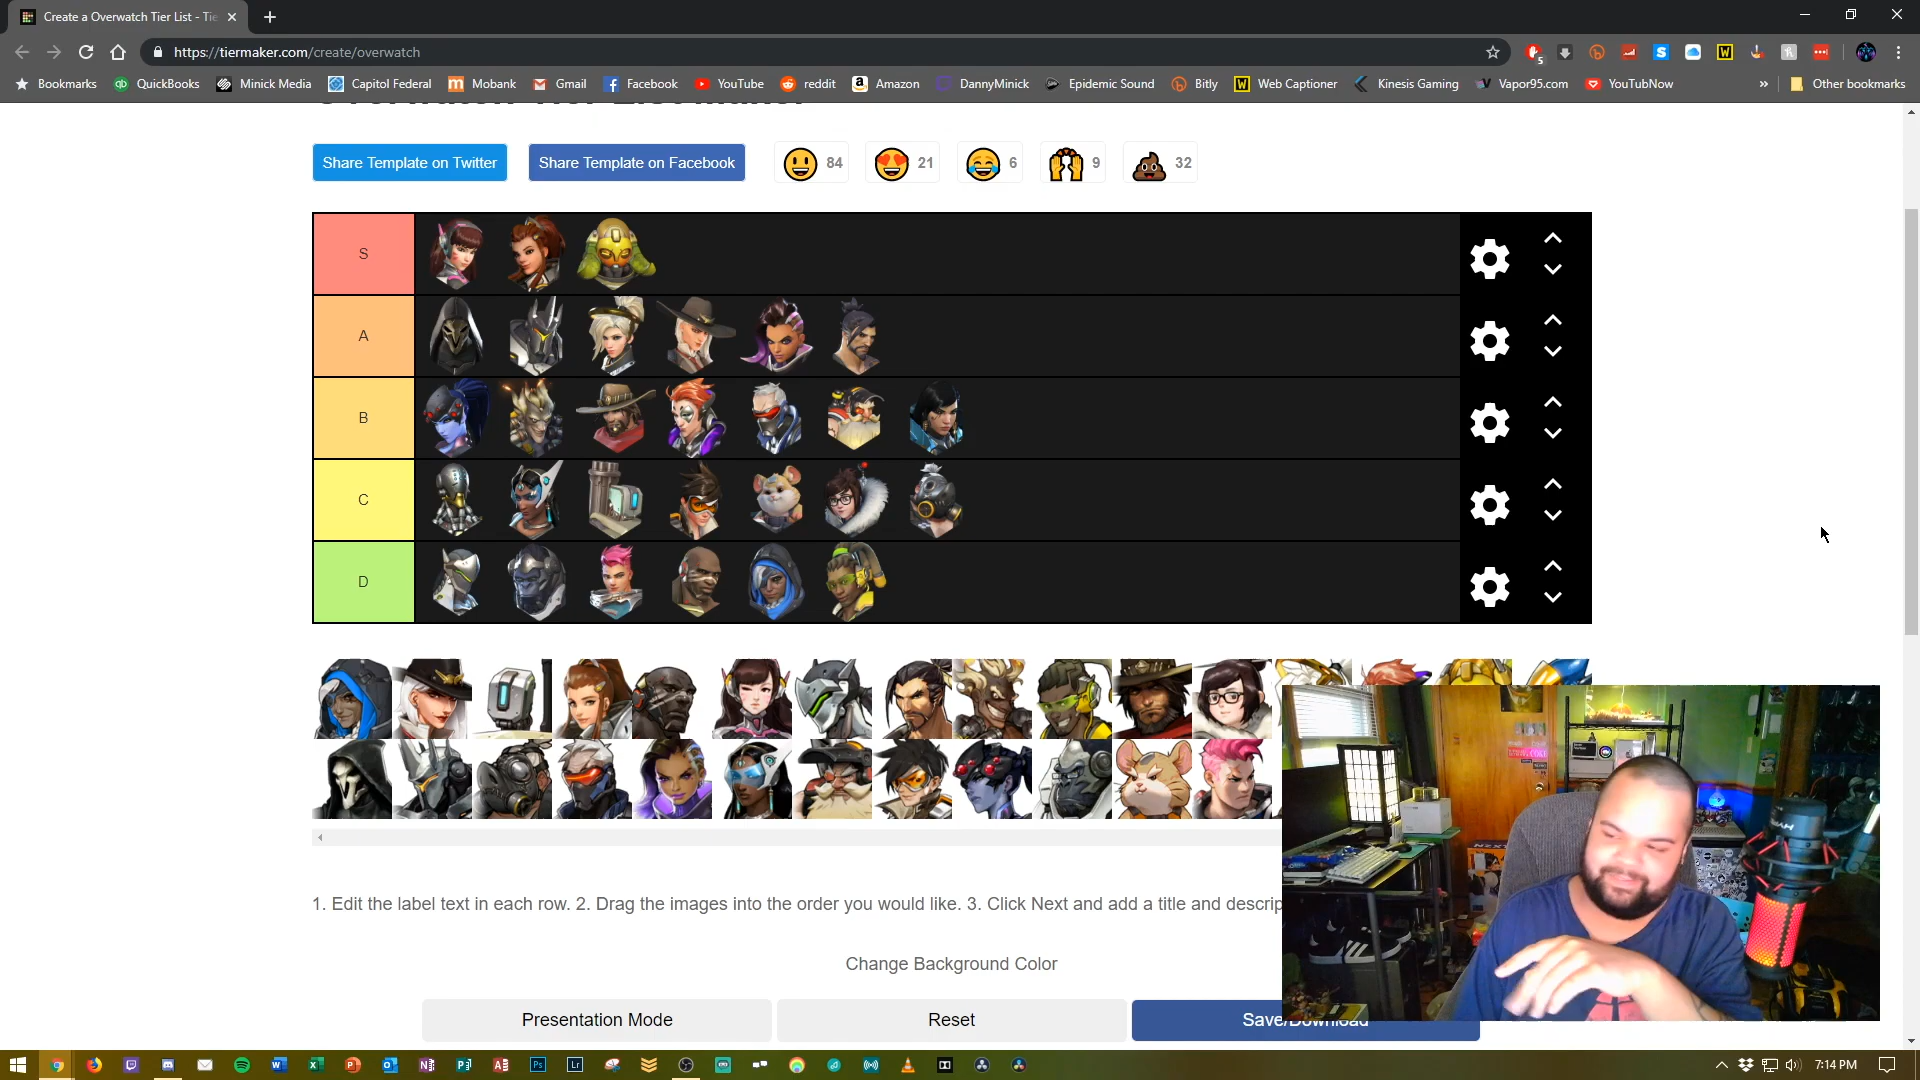 Create a Overwatch Tier List - Tie
https://tiermaker.com/create/overwatch
5
Bookmarks QuickBooks Minick Media Capitol Federal Mobank Gmail Facebook YouTube reddit Amazon DannyMinick Epidemic Sound Bitly Web Captioner Kinesis Gaming Vapor95.com YouTubNow » Other bookmarks
Share Template on Twitter Share Template on Facebook 84 21 6 9 32
S
A
B
C
D
1. Edit the label text in each row. 2. Drag the images into the order you would like. 3. Click Next and add a title and descrip
Change Background Color
Presentation Mode Reset Save/Download
7:14 PM